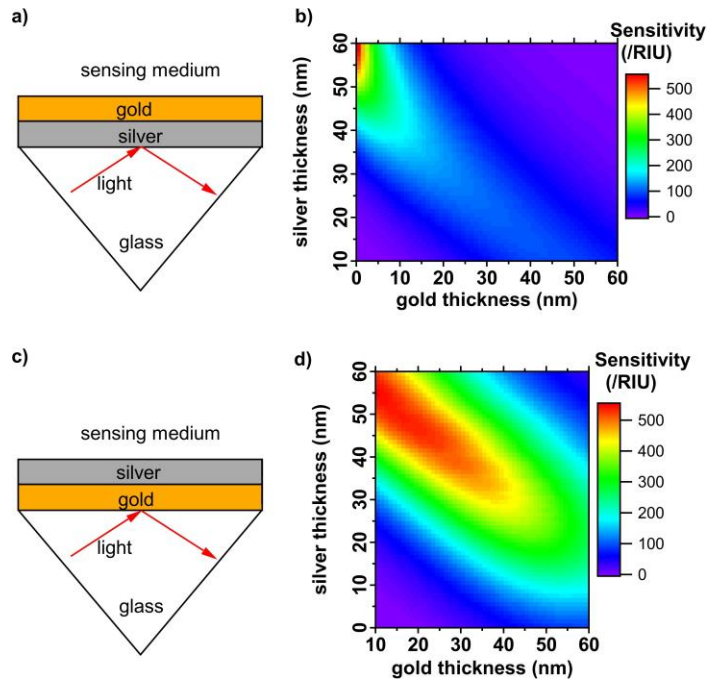 a)
sensing medium
gold
silver
light
glass
b)
Sensitivity
(/RIU)
silver thickness (nm)
60
50
40
30
20
10
0 10 20 30 40 50 60
gold thickness (nm)
500
400
300
200
100
0
c)
sensing medium
silver
gold
light
glass
d)
Sensitivity
(/RIU)
silver thickness (nm)
60
50
40
30
20
10
0
10 20 30 40 50 60
gold thickness (nm)
500
400
300
200
100
0